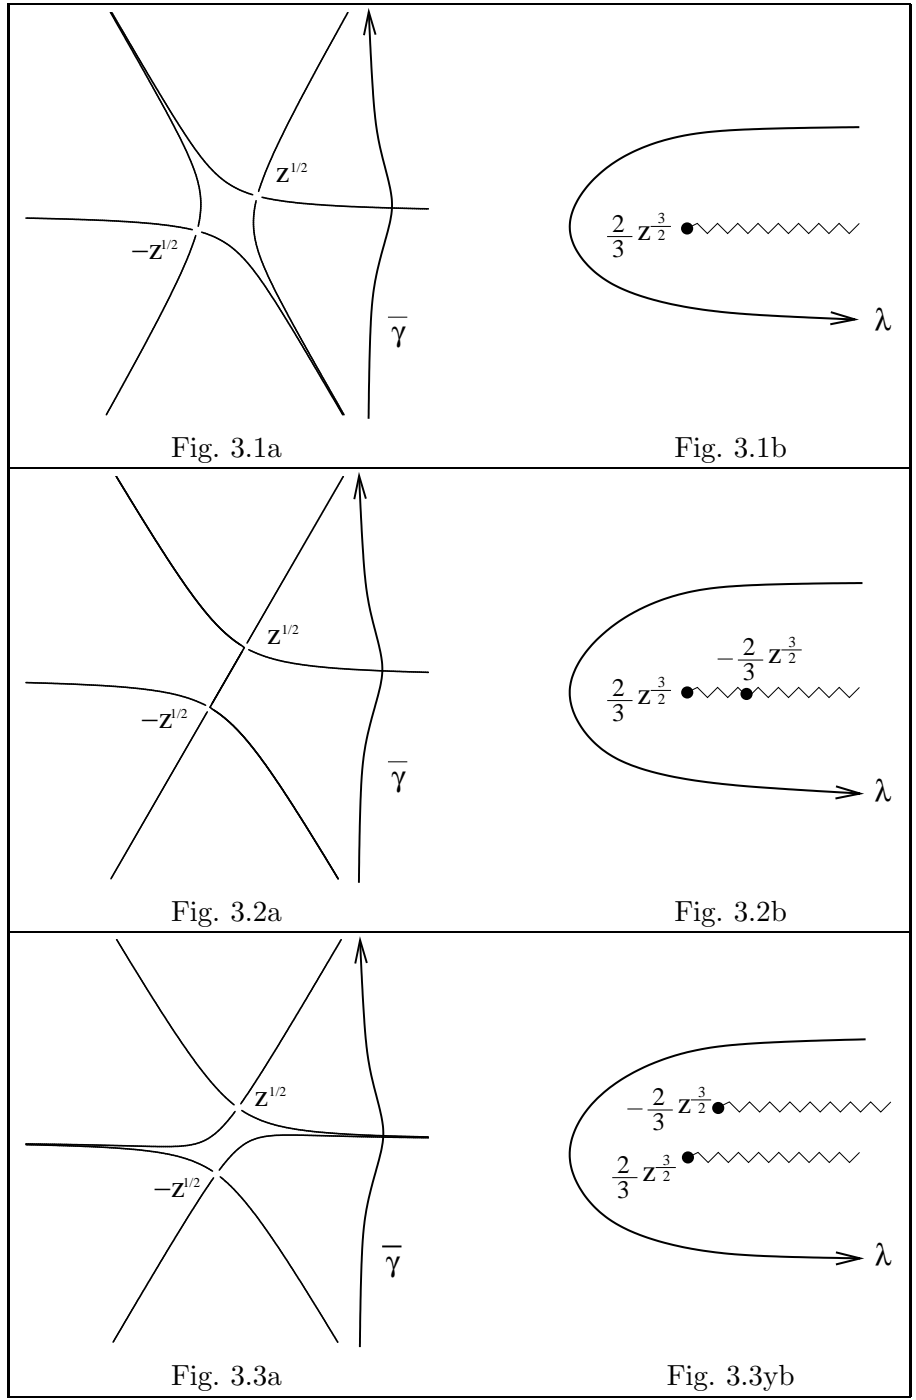 z^{1/2}
−z^{1/2}
γ̄
2/3 z^{3/2}
λ
Fig. 3.1a
Fig. 3.1b
z^{1/2}
−z^{1/2}
γ̄
−2/3 z^{3/2}
2/3 z^{3/2}
λ
Fig. 3.2a
Fig. 3.2b
z^{1/2}
−z^{1/2}
γ̄
−2/3 z^{3/2}
2/3 z^{3/2}
λ
Fig. 3.3a
Fig. 3.3yb